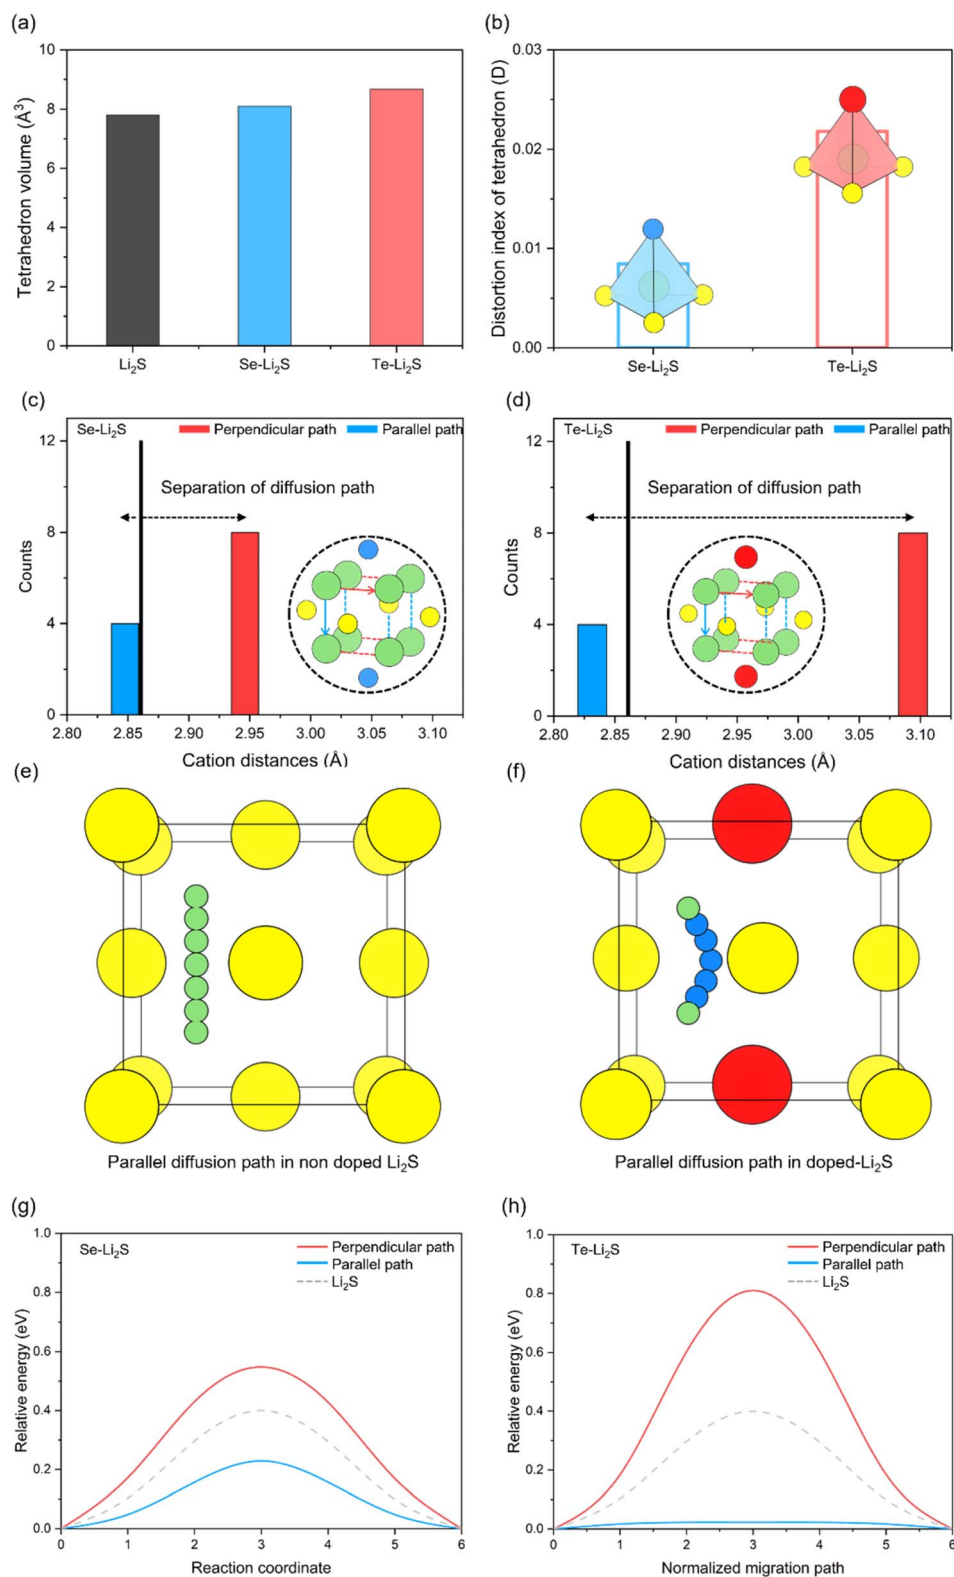 (a)
10
8
6
4
2
0
Tetrahedron volume (Å³)
Li₂S
Se-Li₂S
Te-Li₂S
(b)
0.03
0.02
0.01
0.00
Distortion index of tetrahedron (D)
Se-Li₂S
Te-Li₂S
(c)
Se-Li₂S
Perpendicular path
Parallel path
Separation of diffusion path
12
8
4
0
Counts
2.80
2.85
2.90
2.95
3.00
3.05
3.10
Cation distances (Å)
(d)
Te-Li₂S
Perpendicular path
Parallel path
Separation of diffusion path
12
8
4
0
Counts
2.80
2.85
2.90
2.95
3.00
3.05
3.10
Cation distances (Å)
(e)
Parallel diffusion path in non doped Li₂S
(f)
Parallel diffusion path in doped-Li₂S
(g)
Se-Li₂S
Perpendicular path
Parallel path
Li₂S
1.0
0.8
0.6
0.4
0.2
0.0
Relative energy (eV)
0
1
2
3
4
5
6
Reaction coordinate
(h)
Te-Li₂S
Perpendicular path
Parallel path
Li₂S
1.0
0.8
0.6
0.4
0.2
0.0
Relative energy (eV)
0
1
2
3
4
5
6
Normalized migration path